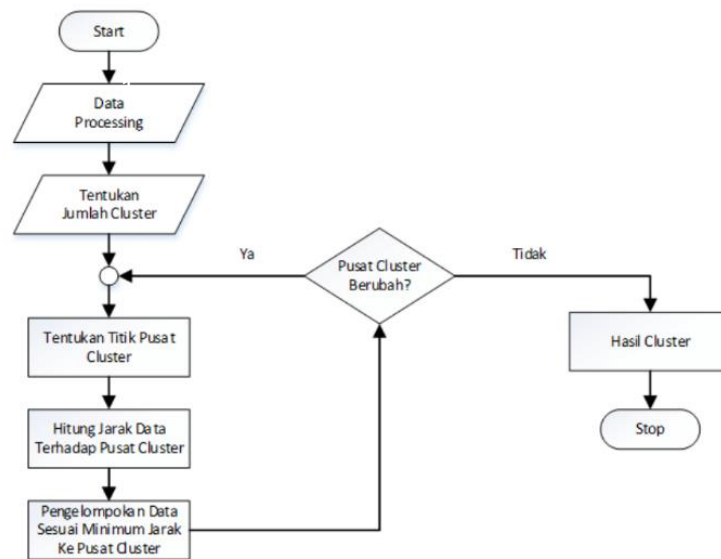 Start
Data
Processing
Tentukan
Jumlah Cluster
Ya
Pusat Cluster
Berubah?
Tidak
Tentukan Titik Pusat
Cluster
Hasil Cluster
Hitung Jarak Data
Terhadap Pusat Cluster
Stop
Pengelompokan Data
Sesuai Minimum Jarak
Ke Pusat Cluster